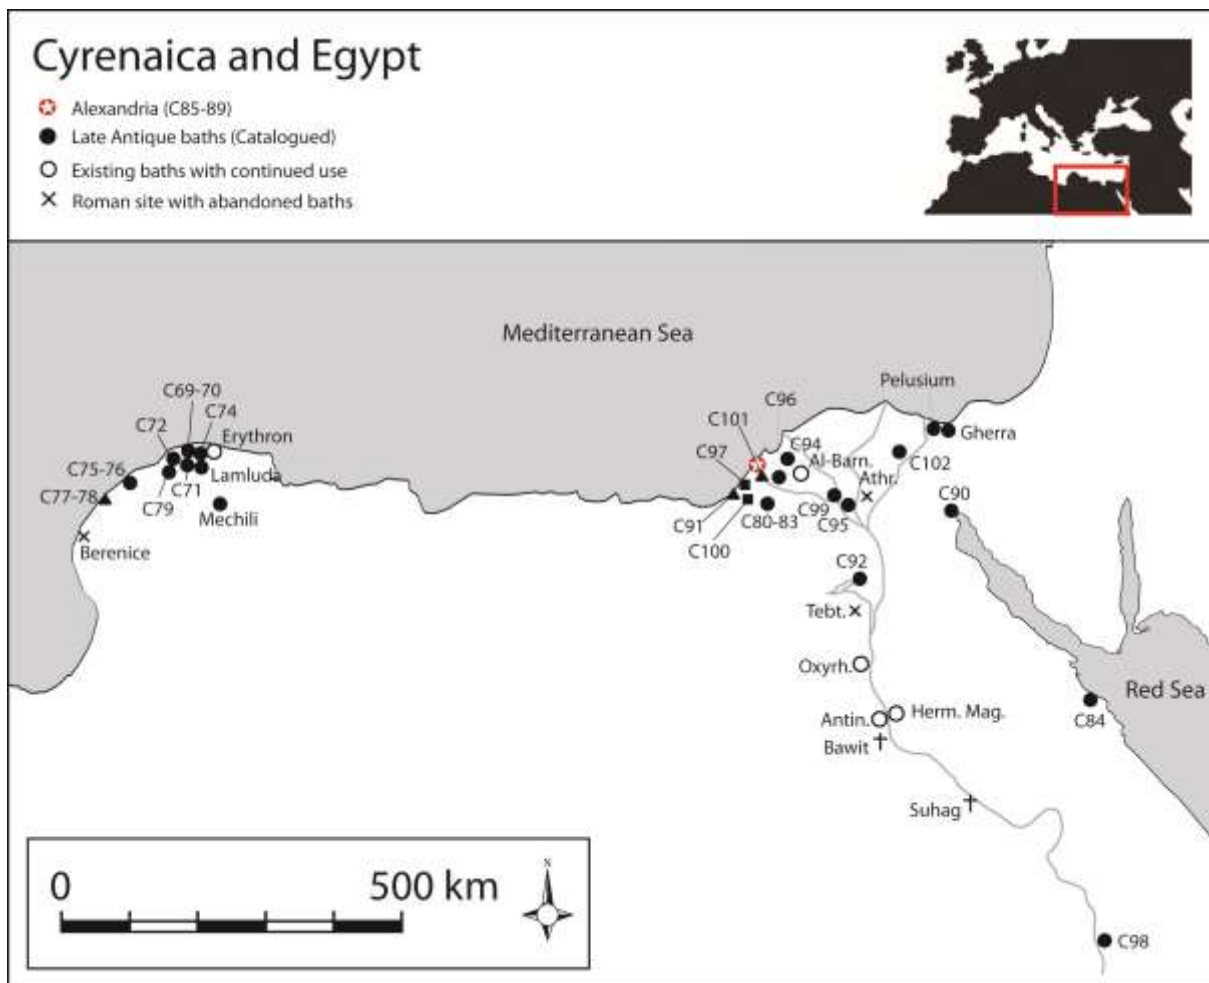 Cyrenaica and Egypt
Alexandria (C85-89)
Late Antique baths (Catalogued)
Existing baths with continued use
Roman site with abandoned baths
Mediterranean Sea
Pelusium
C69-70
C96
C72
C74
C101
Erythron
C94
Gherra
C97
Al-Barn.
C102
C75-76
Lamluda
Athr.
C71
C77-78
C90
C79
Mechili
C99
C80-83
C91
C95
Berenice
C100
C92
Tebt.
Oxyrh.
Red Sea
Antin.
Herm. Mag.
C84
Bawit
Suhag
N
0
500 km
C98